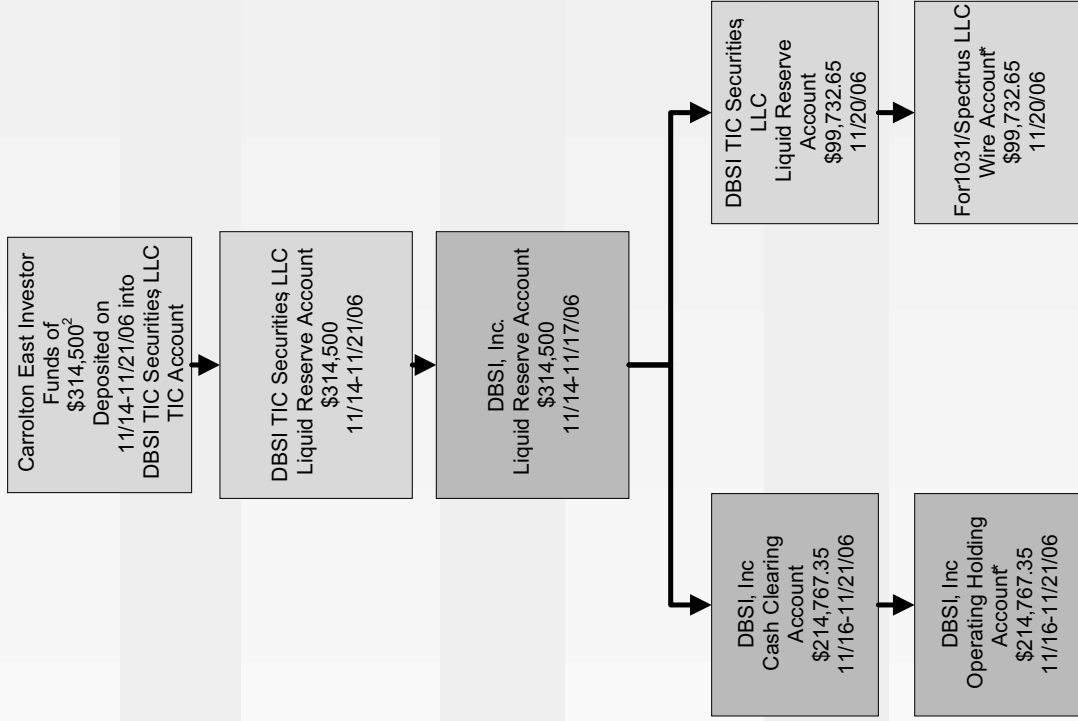 Carrolton East Investor
Funds of
$314,500²
Deposited on
11/14-11/21/06 into
DBSI TIC Securities, LLC
TIC Account
DBSI TIC Securities, LLC
Liquid Reserve Account
$314,500
11/14-11/21/06
DBSI, Inc.
Liquid Reserve Account
$314,500
11/14-11/17/06
DBSI, Inc
Cash Clearing
Account
$214,767.35
11/16-11/21/06
DBSI, Inc
Operating Holding
Account*
$214,767.35
11/16-11/21/06
DBSI TIC Securities,
LLC
Liquid Reserve
Account
$99,732.65
11/20/06
For1031/Spectrus LLC
Wire Account*
$99,732.65
11/20/06